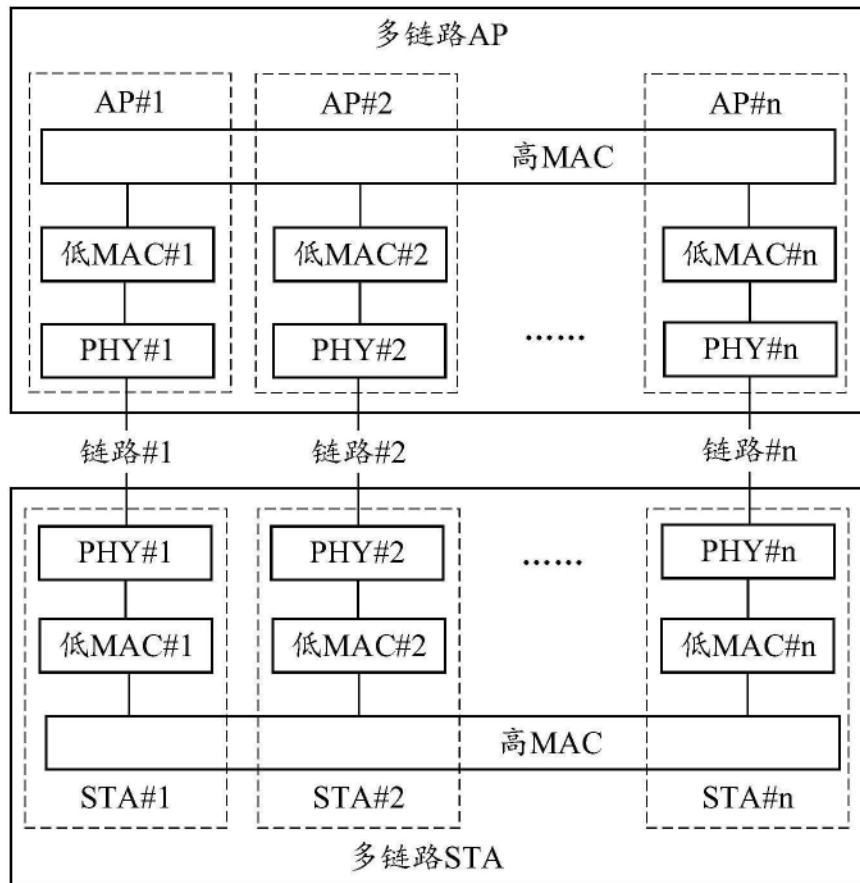 多链路AP
AP#1 AP#2 AP#n
高MAC
低MAC#1 低MAC#2 低MAC#n
PHY#1 PHY#2 …… PHY#n
链路#1 链路#2 链路#n
PHY#1 PHY#2 …… PHY#n
低MAC#1 低MAC#2 低MAC#n
高MAC
STA#1 STA#2 STA#n
多链路STA